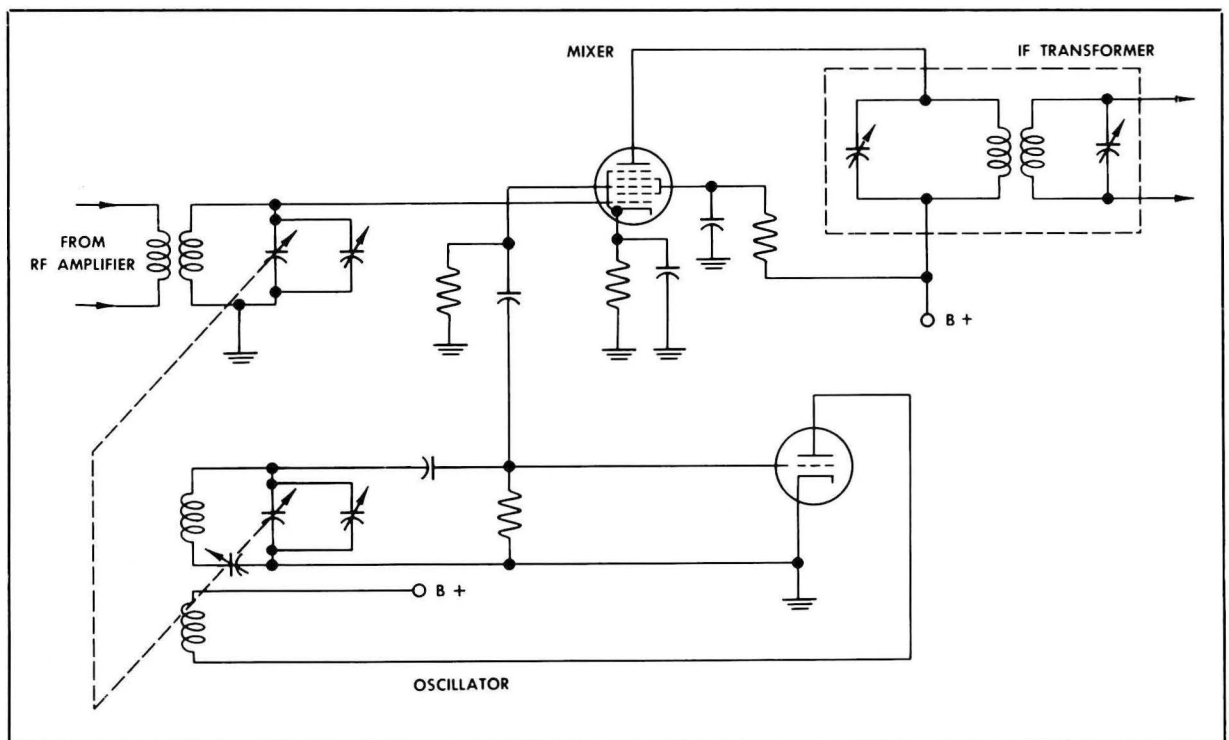 MIXER
IF TRANSFORMER
FROM
RF AMPLIFIER
B +
B +
OSCILLATOR